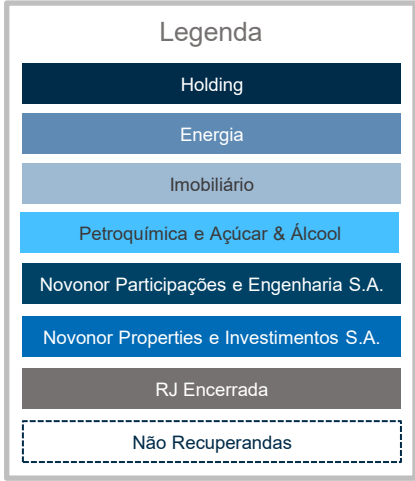 Legenda
Holding
Energia
Imobiliário
Petroquímica e Açúcar & Álcool
Novonor Participações e Engenharia S.A.
Novonor Properties e Investimentos S.A.
RJ Encerrada
Não Recuperandas